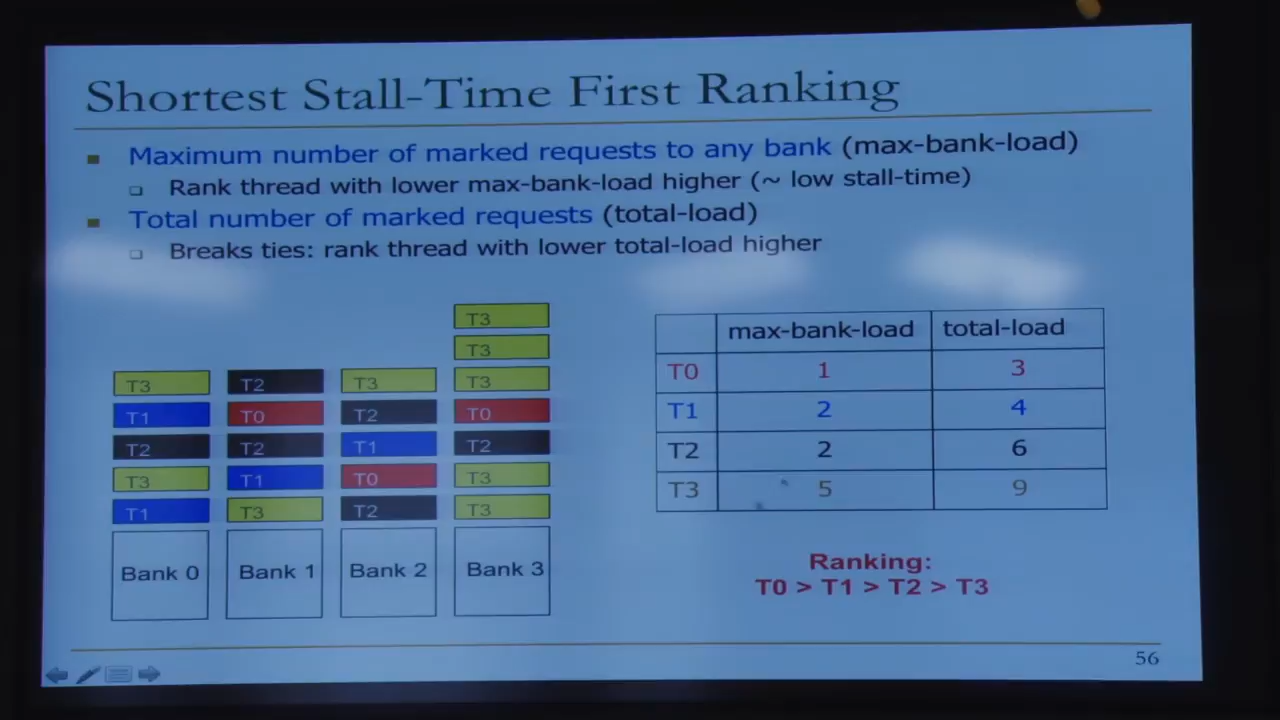 Shortest Stall-Time First Ranking
Maximum number of marked requests to any bank (max-bank-load)
Rank thread with lower max-bank-load higher (~ low stall-time)
Total number of marked requests (total-load)
Breaks ties: rank thread with lower total-load higher
T3
T3
T3 T2 T3 T3
T1 T0 T2 T0
T2 T2 T1 T2
T3 T1 T0 T3
T1 T3 T2 T3
Bank 0 Bank 1 Bank 2 Bank 3
max-bank-load total-load
T0 1 3
T1 2 4
T2 2 6
T3 5 9
Ranking:
T0 > T1 > T2 > T3
56